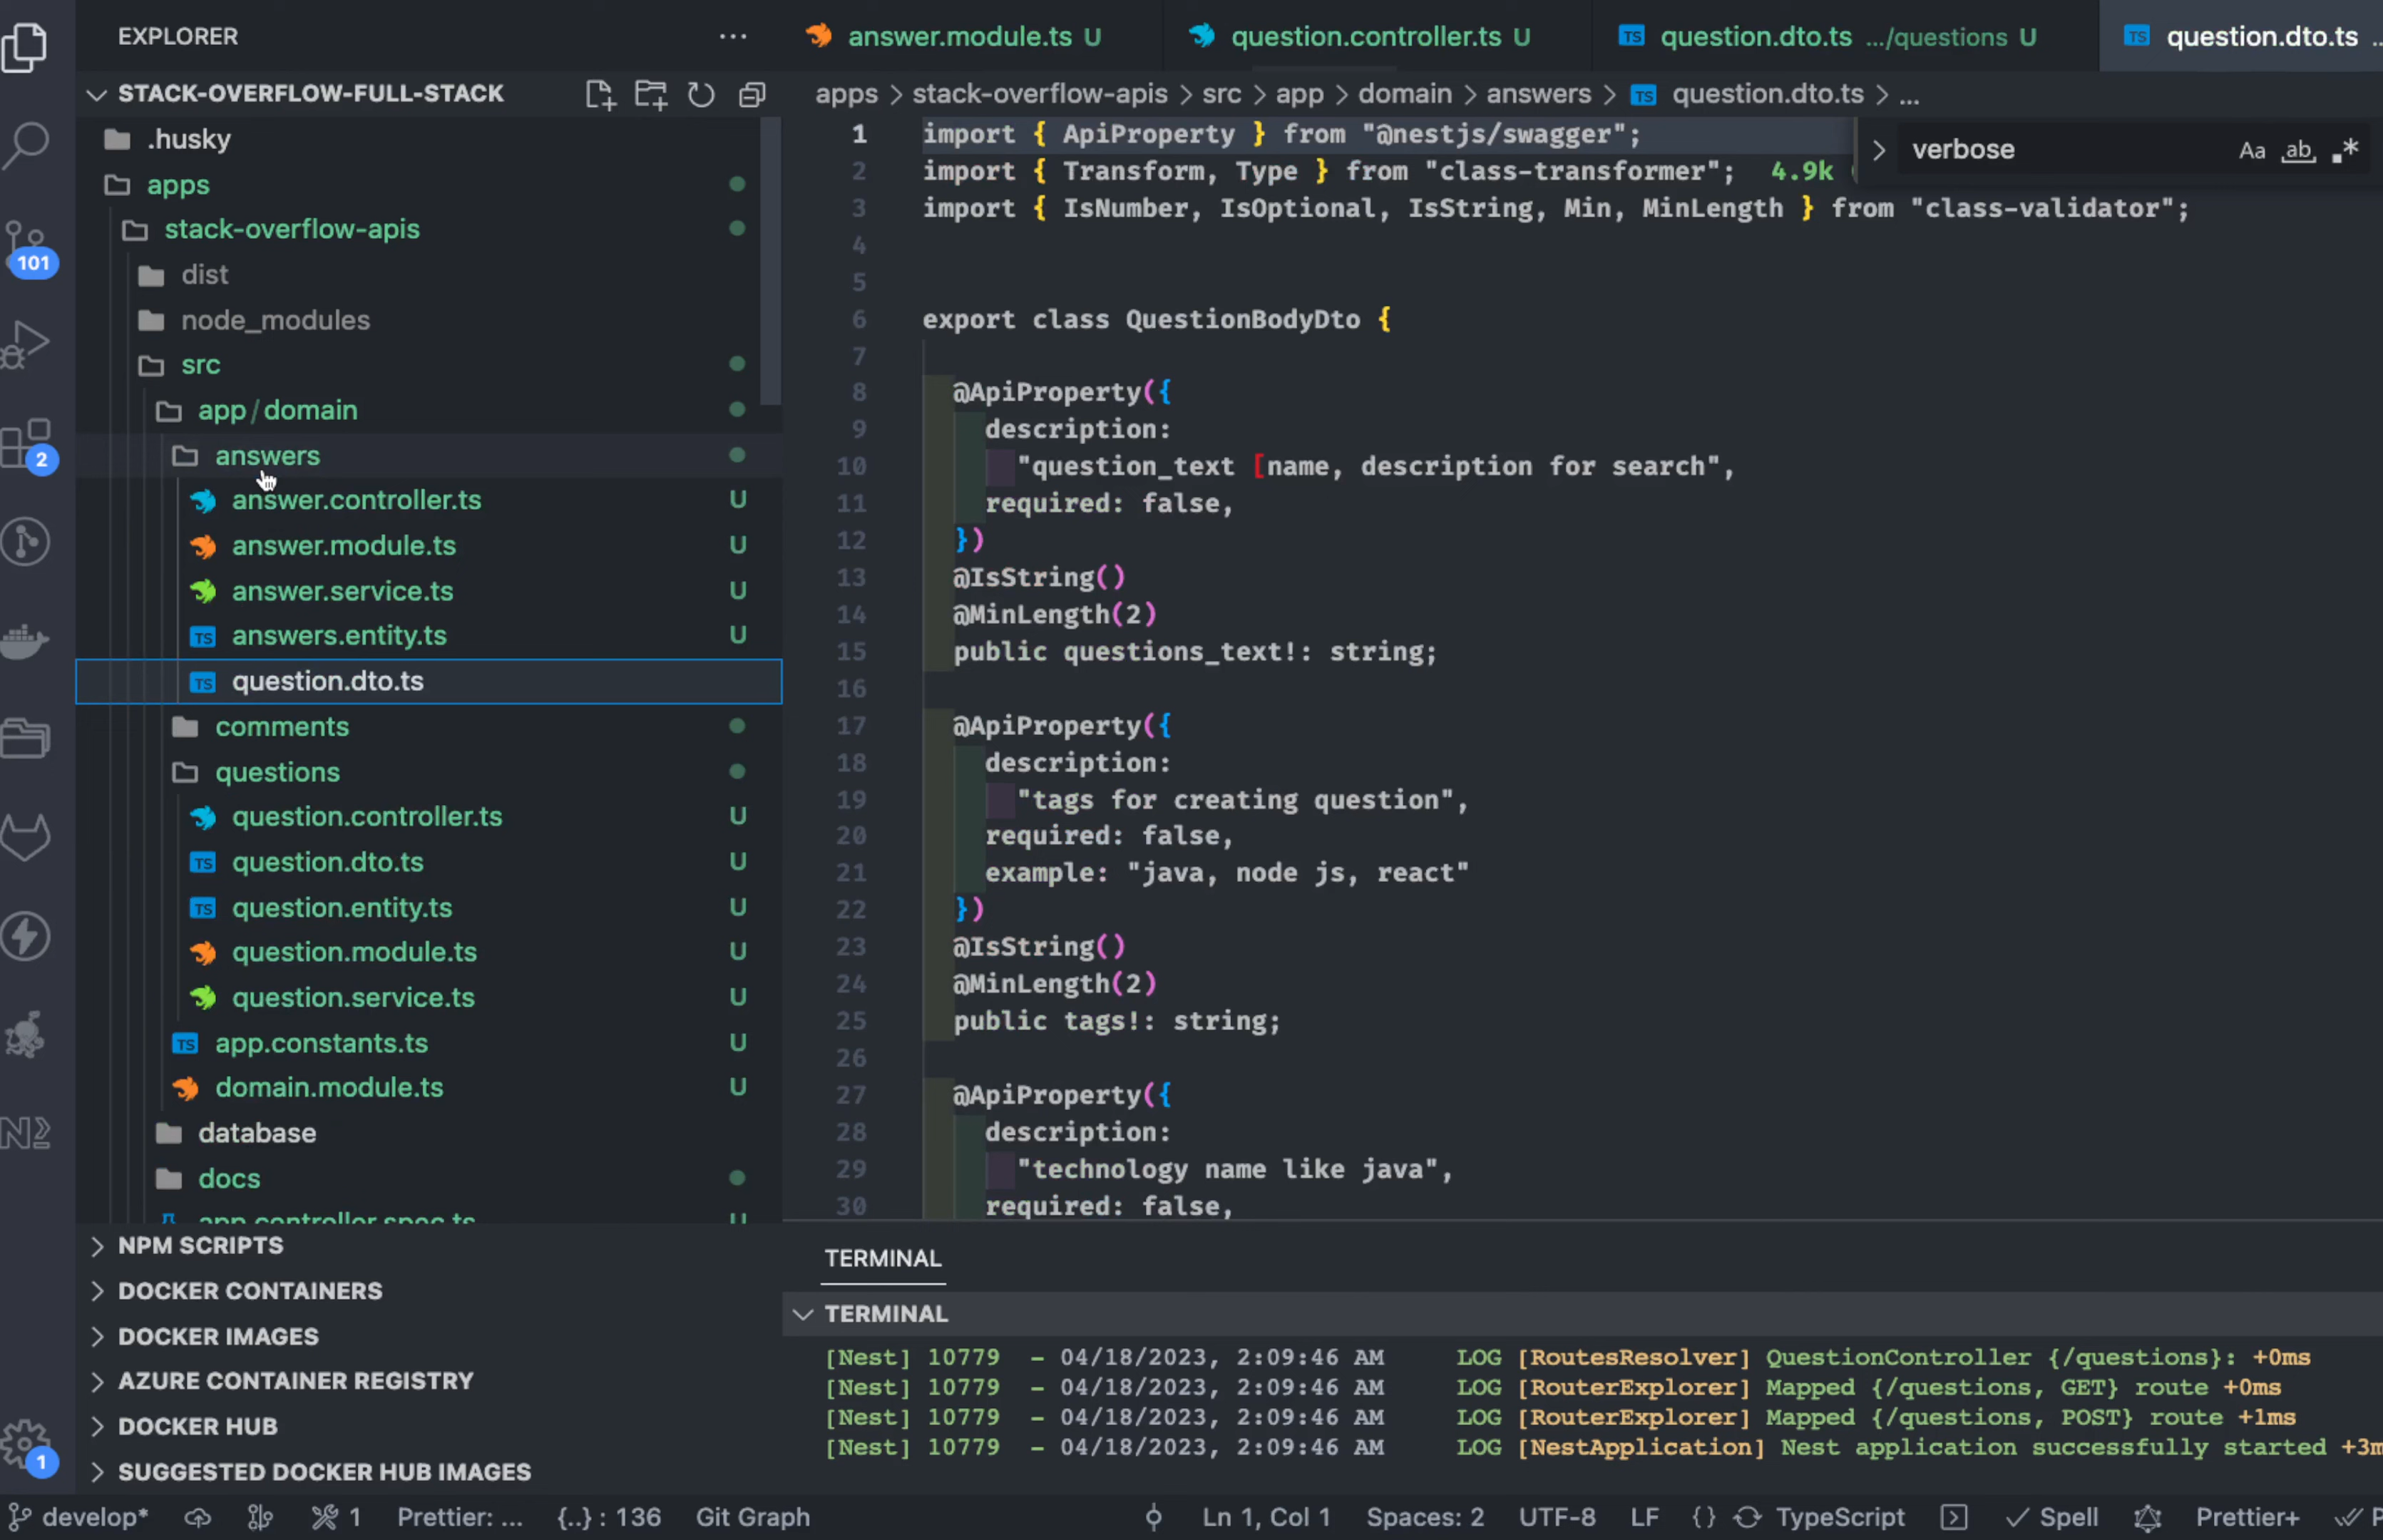 EXPLORER
STACK-OVERFLOW-FULL-STACK
.husky
apps
stack-overflow-apis
dist
node_modules
src
app / domain
answers
answer.controller.ts U
answer.module.ts U
answer.service.ts U
answers.entity.ts U
question.dto.ts
comments
questions
question.controller.ts U
question.dto.ts U
question.entity.ts U
question.module.ts U
question.service.ts U
app.constants.ts U
domain.module.ts U
database
docs
app.controller.spec.ts U
NPM SCRIPTS
DOCKER CONTAINERS
DOCKER IMAGES
AZURE CONTAINER REGISTRY
DOCKER HUB
SUGGESTED DOCKER HUB IMAGES
101
2
1
answer.module.ts U
question.controller.ts U
TS question.dto.ts .../questions U
TS question.dto.ts ..
apps > stack-overflow-apis > src > app > domain > answers > TS question.dto.ts > ...
verbose
Aa ab .*
1 import { ApiProperty } from "@nestjs/swagger";
2 import { Transform, Type } from "class-transformer"; 4.9k
3 import { IsNumber, IsOptional, IsString, Min, MinLength } from "class-validator";
4
5
6 export class QuestionBodyDto {
7
8 @ApiProperty({
9 description:
10 "question_text [name, description for search",
11 required: false,
12 })
13 @IsString()
14 @MinLength(2)
15 public questions_text!: string;
16
17 @ApiProperty({
18 description:
19 "tags for creating question",
20 required: false,
21 example: "java, node js, react"
22 })
23 @IsString()
24 @MinLength(2)
25 public tags!: string;
26
27 @ApiProperty({
28 description:
29 "technology name like java",
30 required: false,
TERMINAL
TERMINAL
[Nest] 10779 - 04/18/2023, 2:09:46 AM LOG [RoutesResolver] QuestionController {/questions}: +0ms
[Nest] 10779 - 04/18/2023, 2:09:46 AM LOG [RouterExplorer] Mapped {/questions, GET} route +0ms
[Nest] 10779 - 04/18/2023, 2:09:46 AM LOG [RouterExplorer] Mapped {/questions, POST} route +1ms
[Nest] 10779 - 04/18/2023, 2:09:46 AM LOG [NestApplication] Nest application successfully started +3m
develop* 1 Prettier: ... {..} : 136 Git Graph Ln 1, Col 1 Spaces: 2 UTF-8 LF {} TypeScript Spell Prettier+